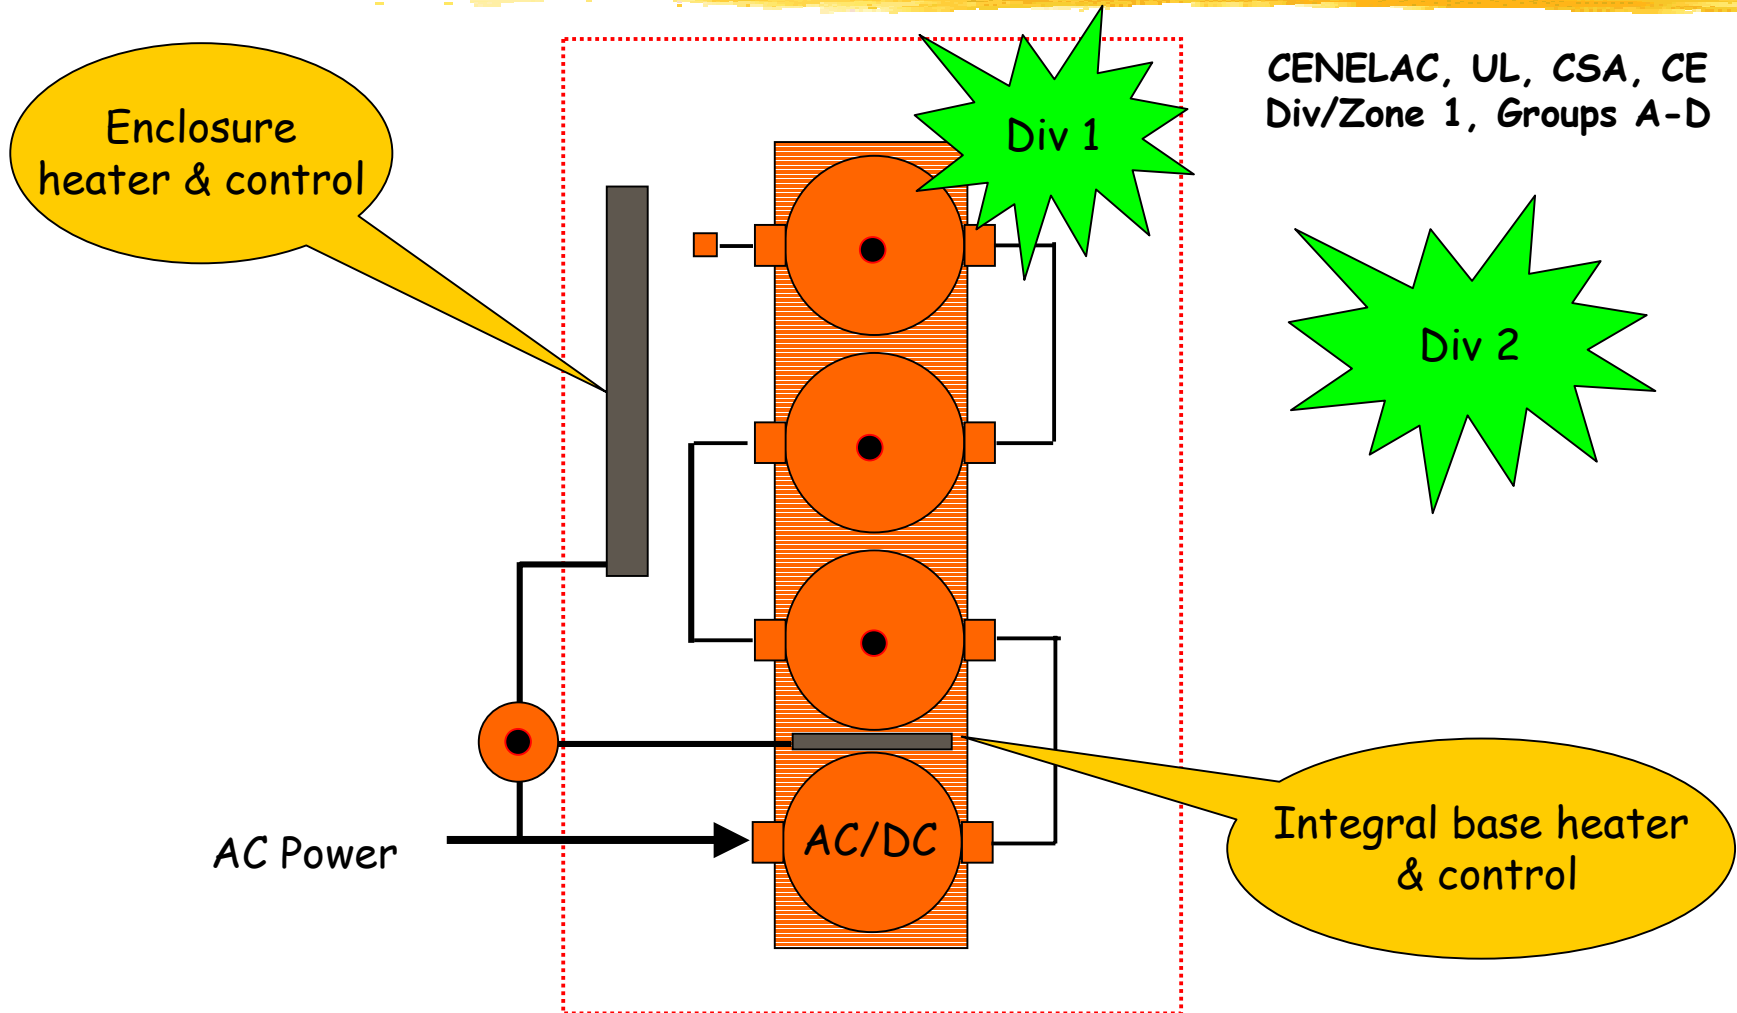 CENELAC, UL, CSA, CE
Div/Zone 1, Groups A-D
Enclosure
heater & control
Div 1
Div 2
AC Power
AC/DC
Integral base heater
& control